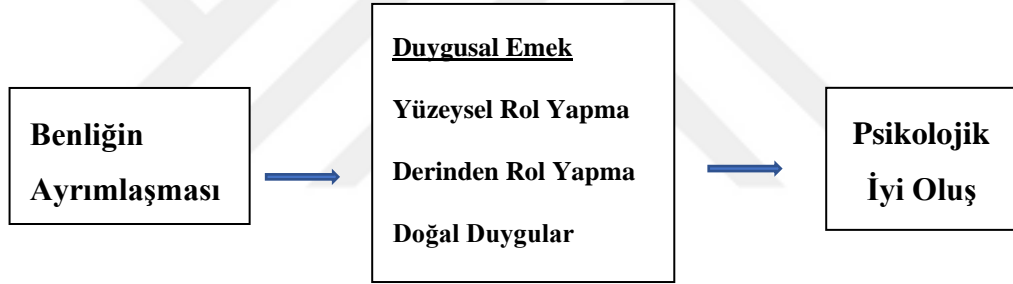 Benliğin
Ayrımlaşması
Duygusal Emek
Yüzeysel Rol Yapma
Derinden Rol Yapma
Doğal Duygular
Psikolojik
İyi Oluş